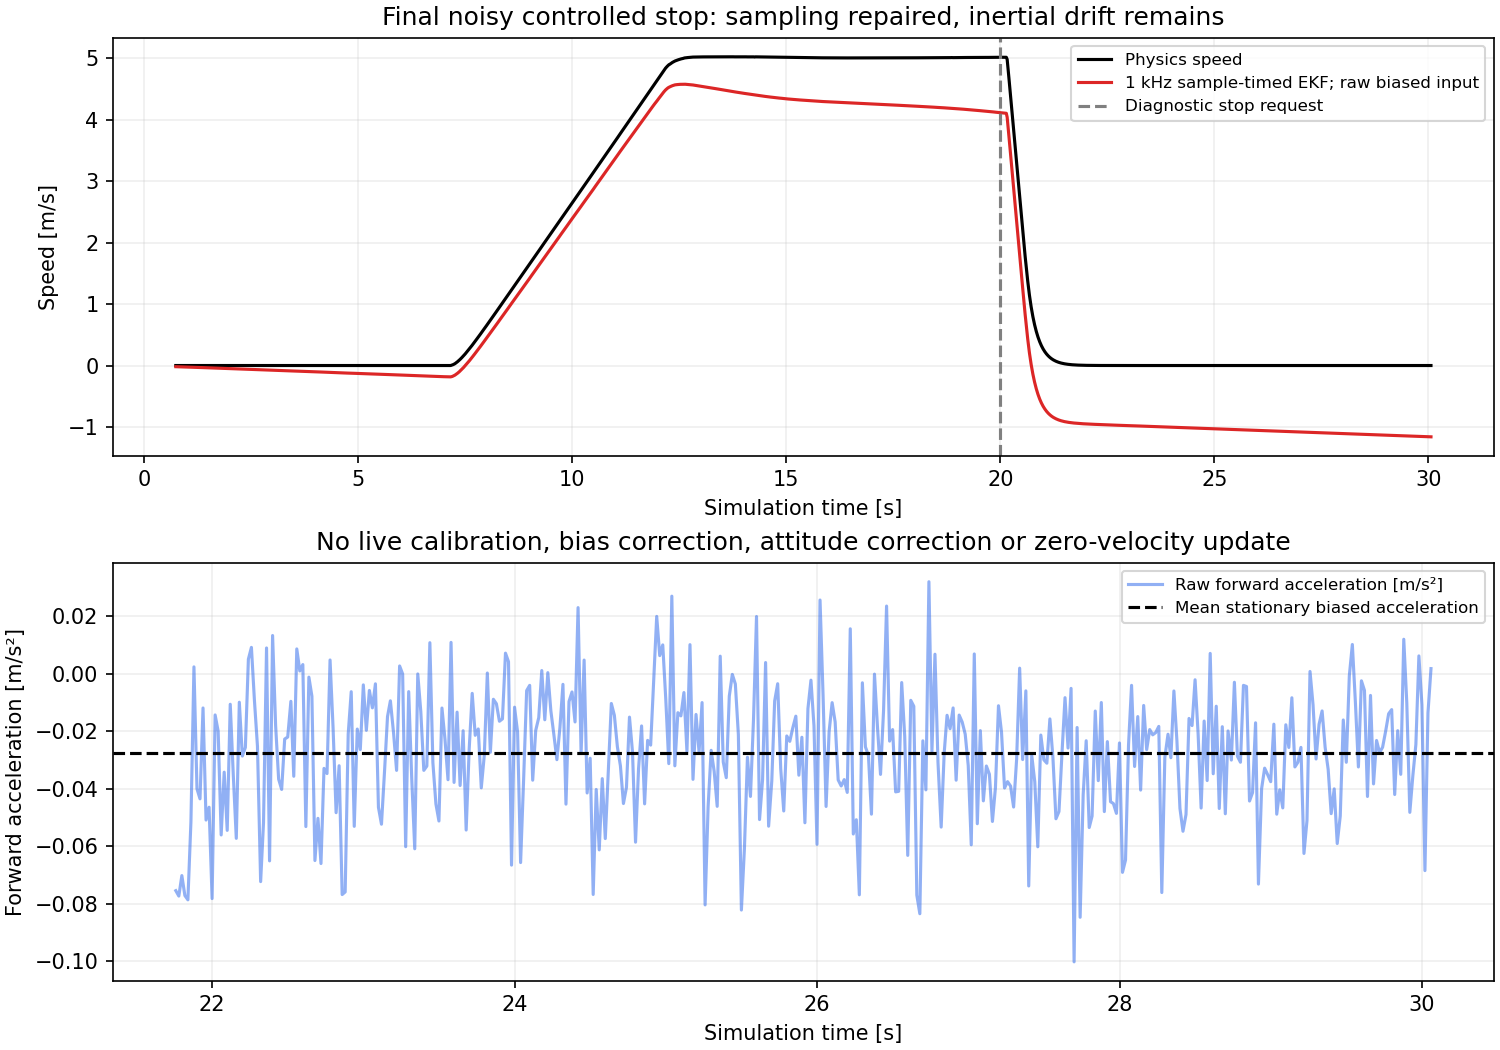 Final noisy controlled stop: sampling repaired, inertial drift remains
Speed [m/s]
5
4
3
2
1
0
−1
Physics speed
1 kHz sample-timed EKF; raw biased input
Diagnostic stop request
0 5 10 15 20 25 30
Simulation time [s]
No live calibration, bias correction, attitude correction or zero-velocity update
Forward acceleration [m/s²]
0.02
0.00
−0.02
−0.04
−0.06
−0.08
−0.10
Raw forward acceleration [m/s²]
Mean stationary biased acceleration
22 24 26 28 30
Simulation time [s]